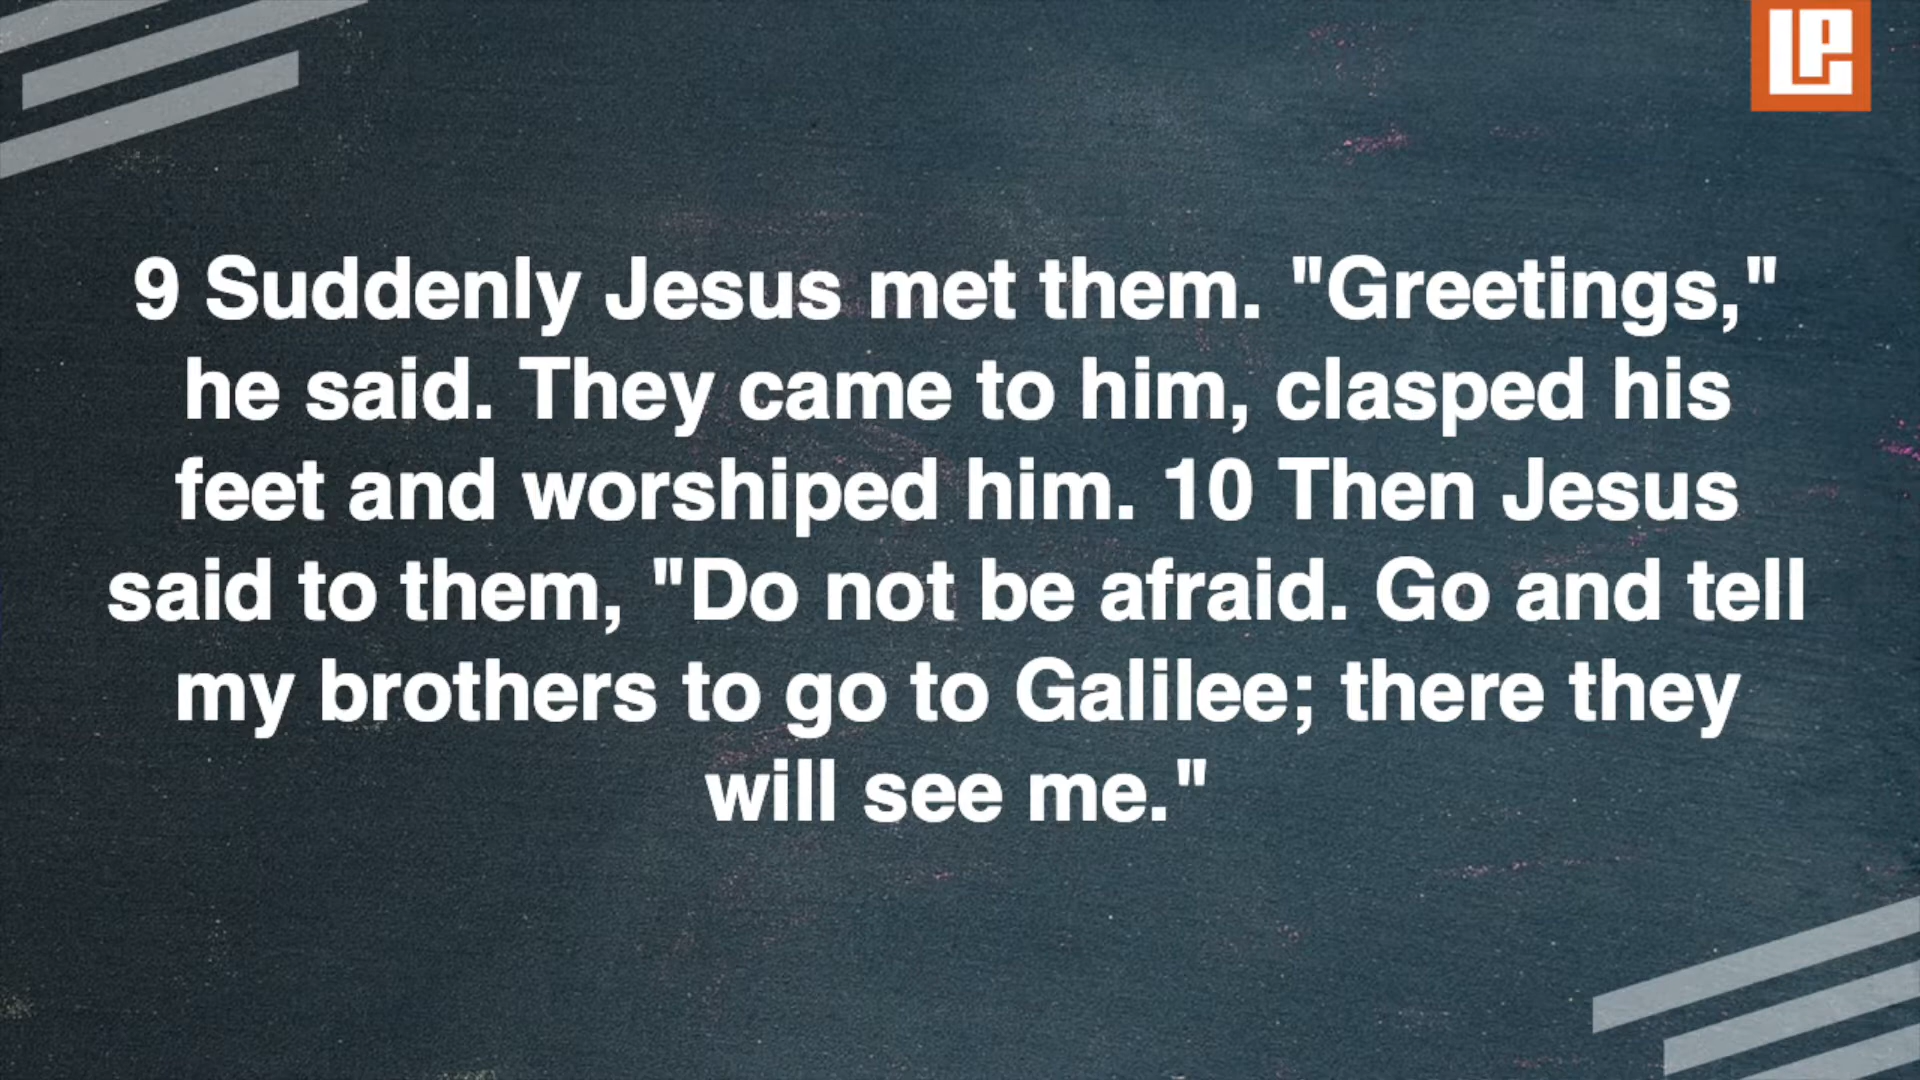 LP
9 Suddenly Jesus met them. "Greetings,"
he said. They came to him, clasped his
feet and worshiped him. 10 Then Jesus
said to them, "Do not be afraid. Go and tell
my brothers to go to Galilee; there they
will see me."